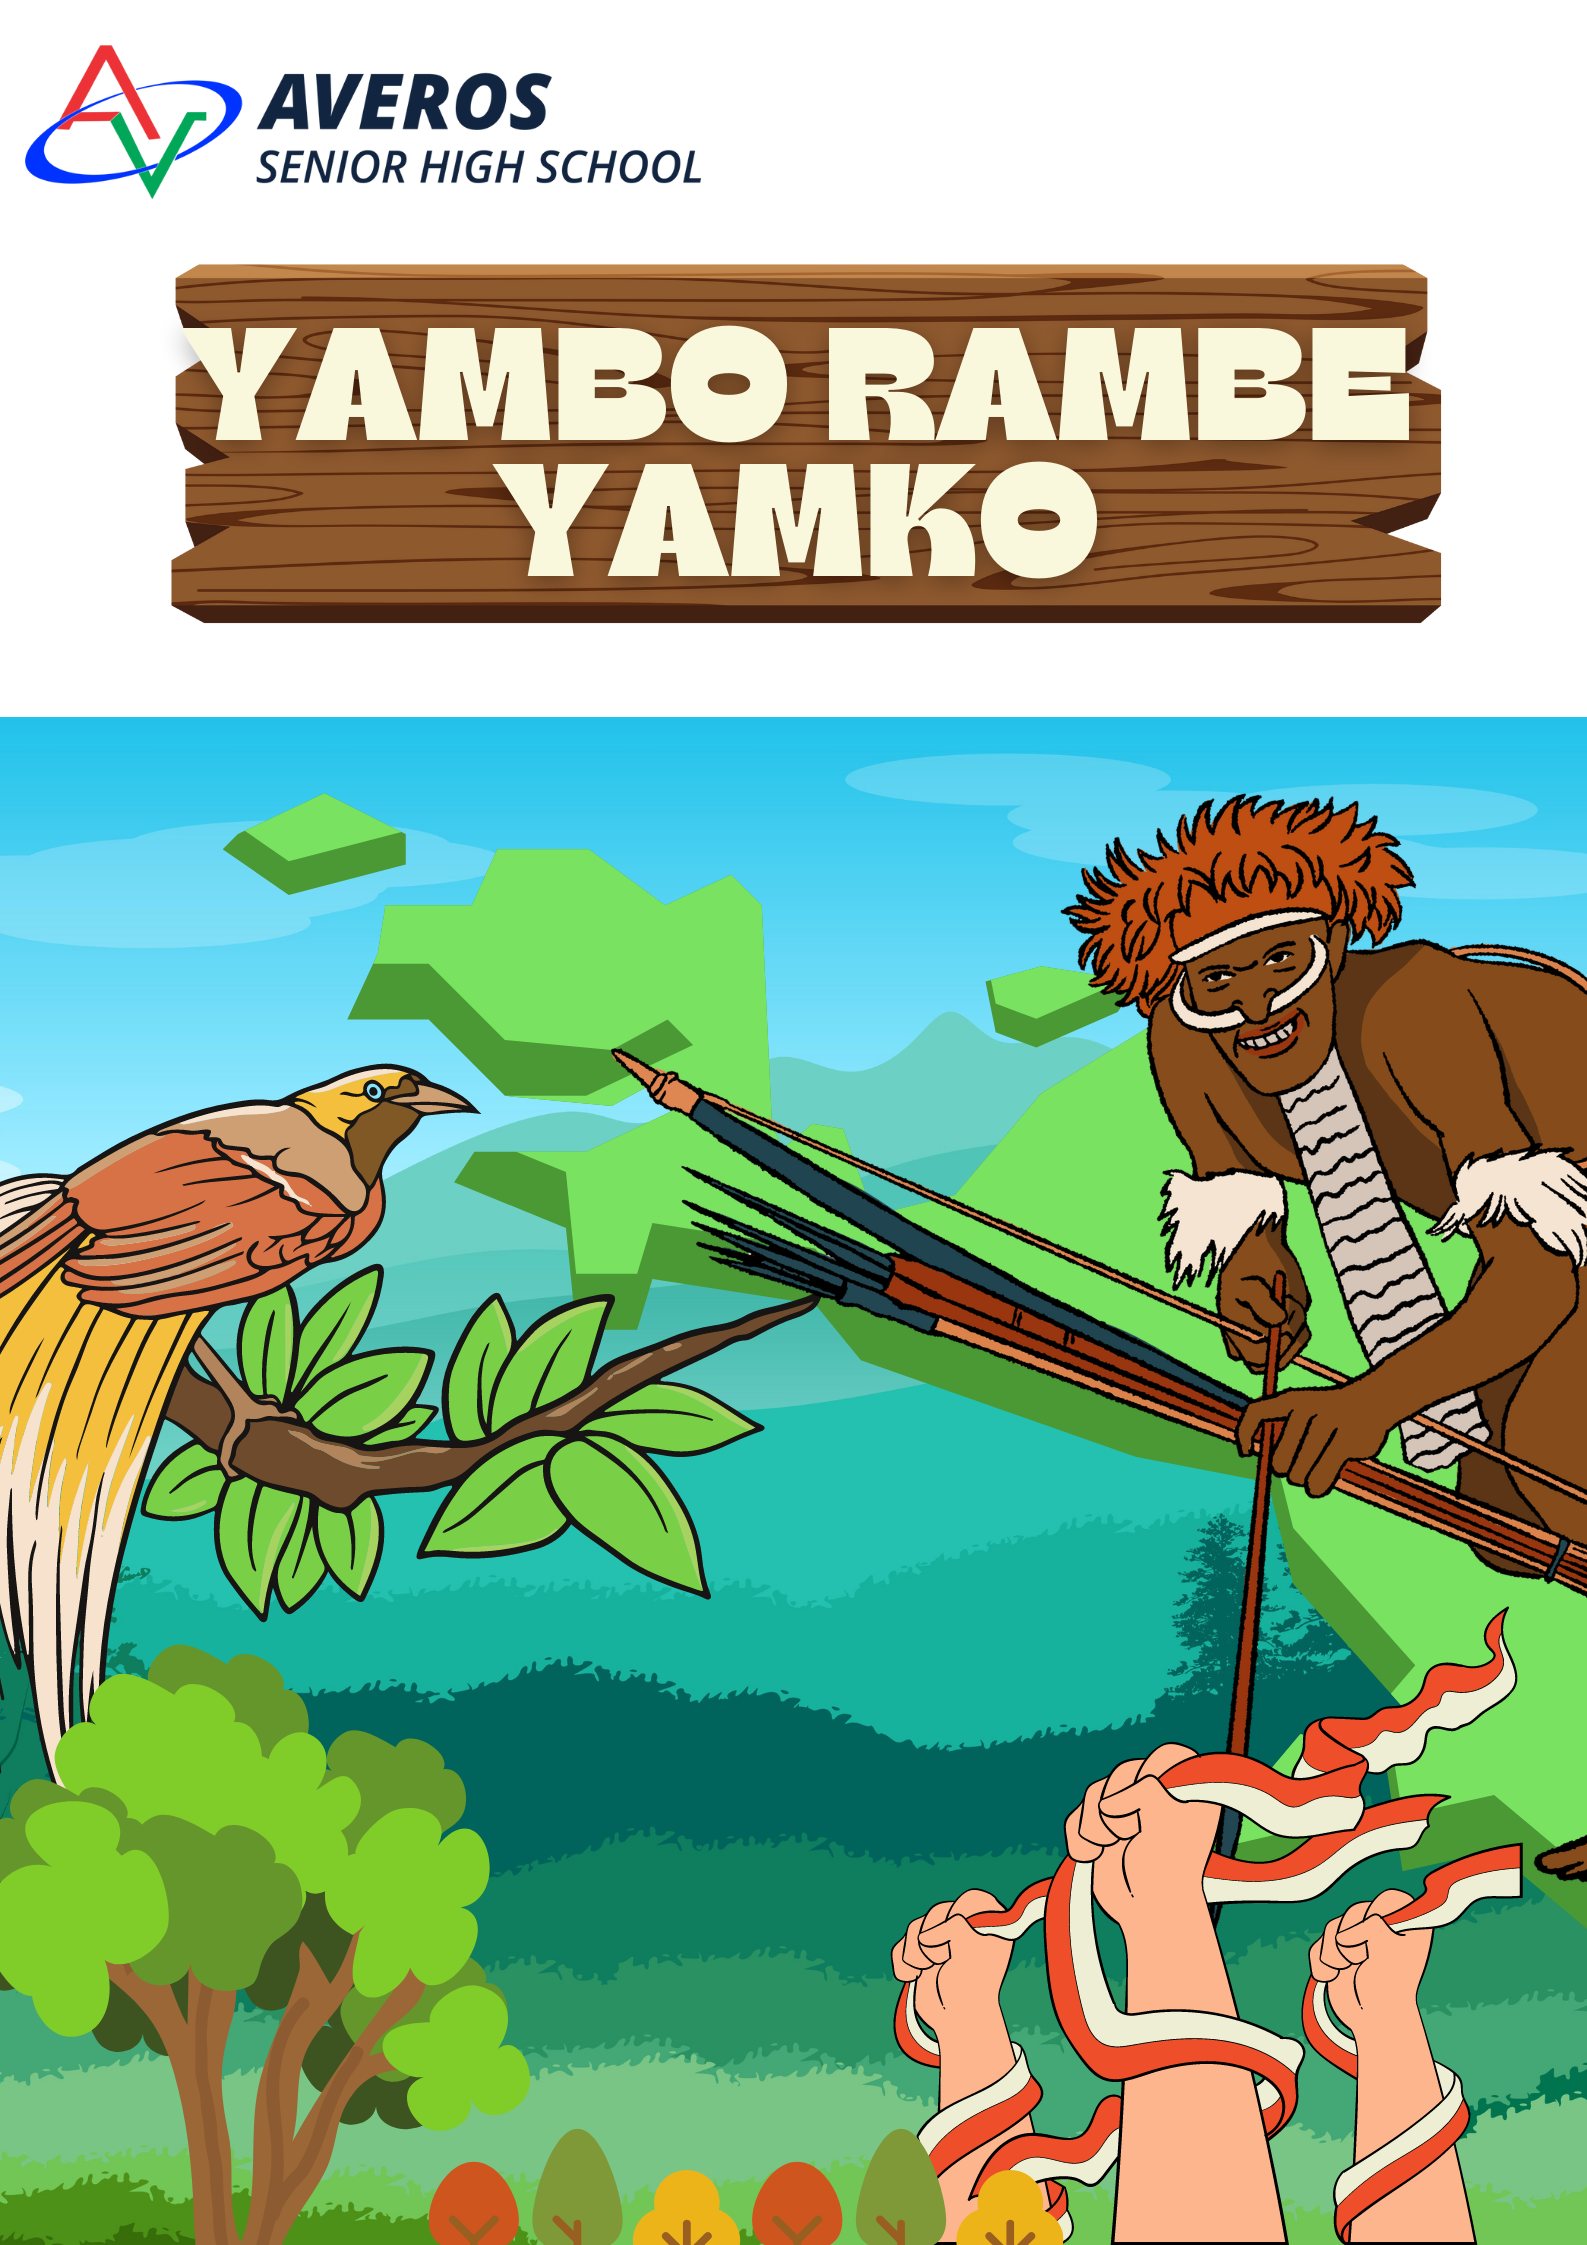 AVEROS
SENIOR HIGH SCHOOL
YAMBO RAMBE
YAMKO